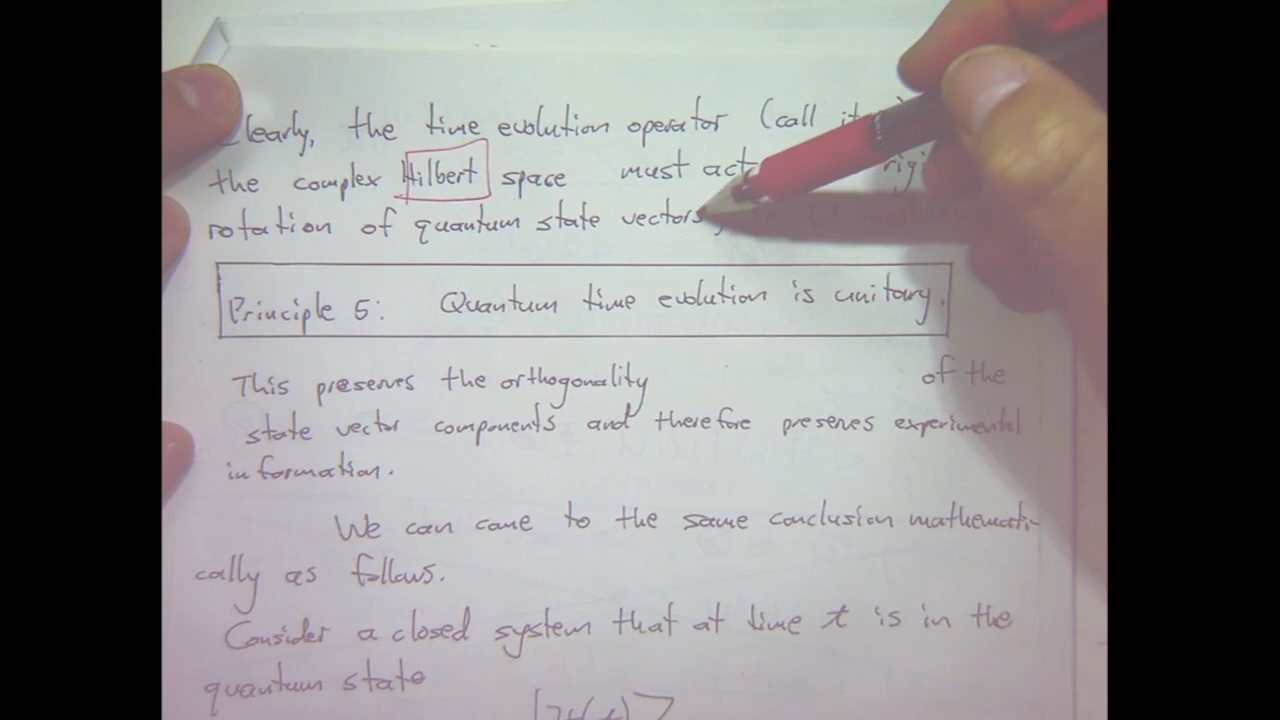 Clearly, the time evolution operator (call it
the complex Hilbert space must act rigi
rotation of quantum state vectors,
Principle 5: Quantum time evolution is unitary.
This preserves the orthogonality of the
state vector components and therefore preserves experimental
information.
We can come to the same conclusion mathemati-
cally as follows.
Consider a closed system that at time t is in the
quantum state